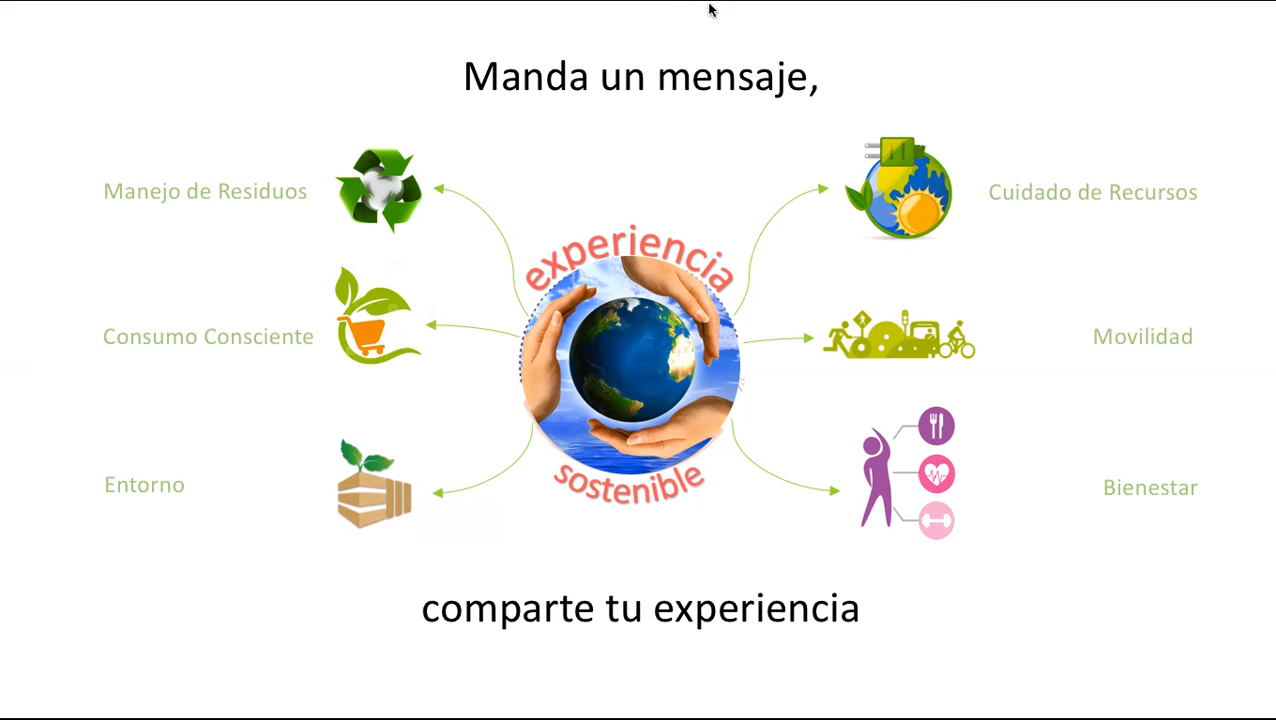 Manda un mensaje,
Manejo de Residuos
Cuidado de Recursos
experiencia
Consumo Consciente
Movilidad
sostenible
Entorno
Bienestar
comparte tu experiencia